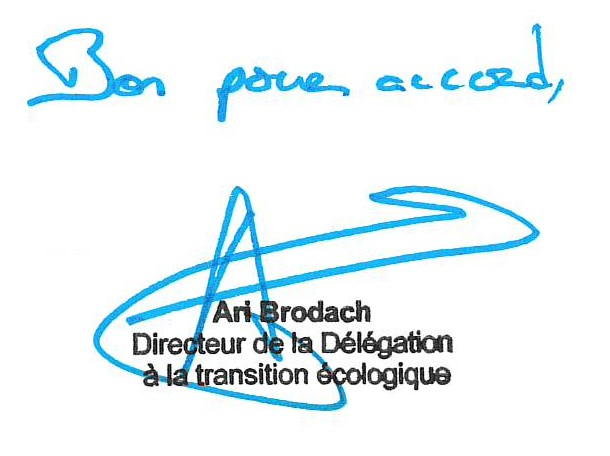 Bon pour accord,
Ari Brodach
Directeur de la Délégation
à la transition écologique